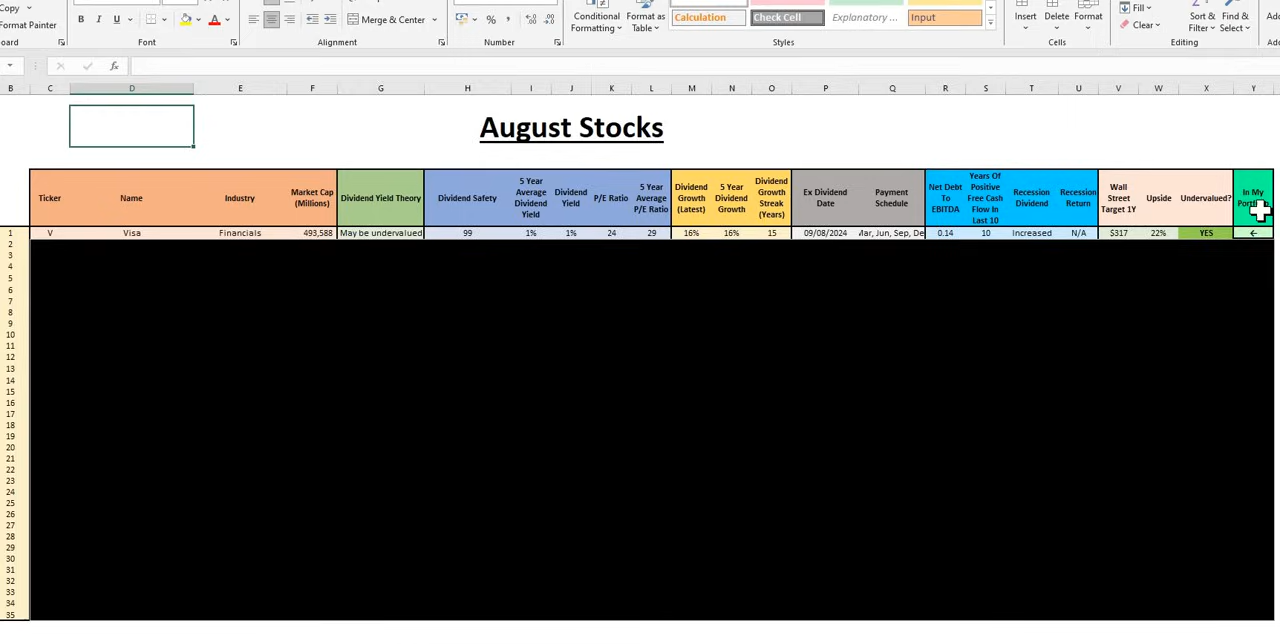 Copy
Format Painter
B I U
A
Merge & Center
%
Conditional
Formatting
Format as
Table
Calculation
Check Cell
Explanatory ...
Input
Insert
Delete
Format
Fill
Clear
Sort &
Filter
Find &
Select
Font
Alignment
Number
Styles
Cells
Editing
fx
B C D E F G H I J K L M N O P Q R S T U V W X Y
August Stocks
Ticker
Name
Industry
Market Cap
(Millions)
Dividend Yield Theory
Dividend Safety
5 Year
Average
Dividend
Yield
Dividend
Yield
P/E Ratio
5 Year
Average
P/E Ratio
Dividend
Growth
(Latest)
5 Year
Dividend
Growth
Dividend
Growth
Streak
(Years)
Ex Dividend
Date
Payment
Schedule
Net Debt
To
EBITDA
Years Of
Positive
Free Cash
Flow In
Last 10
Recession
Dividend
Recession
Return
Wall
Street
Target 1Y
Upside
Undervalued?
In My
1 V Visa Financials 493,588 May be undervalued 99 1% 1% 24 29 16% 16% 15 09/08/2024 Mar, Jun, Sep, De 0.14 10 Increased N/A $317 22% YES ←
2
3
4
5
6
7
8
9
10
11
12
13
14
15
16
17
18
19
20
21
22
23
24
25
26
27
28
29
30
31
32
33
34
35